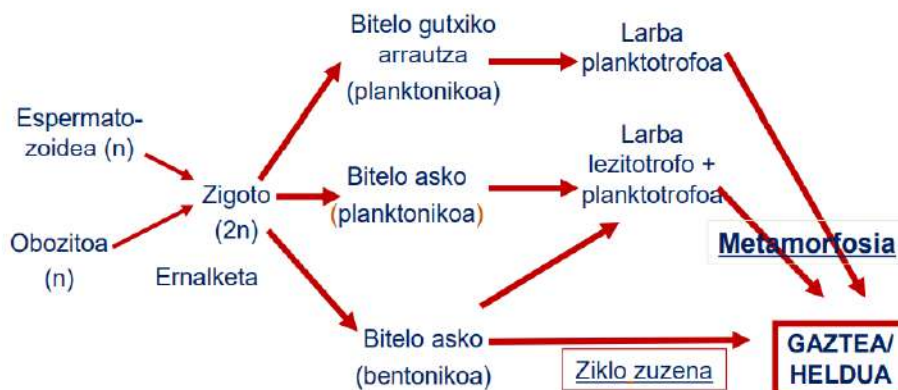 Espermato-
zoidea (n)
Obozitoa
(n)
Zigoto
(2n)
Ernalketa
Bitelo gutxiko
arrautza
(planktonikoa)
Larba
planktotrofoa
Bitelo asko
(planktonikoa)
Larba
lezitotrofo +
planktotrofoa
Metamorfosia
Bitelo asko
(bentonikoa)
Ziklo zuzena
GAZTEA/
HELDUA